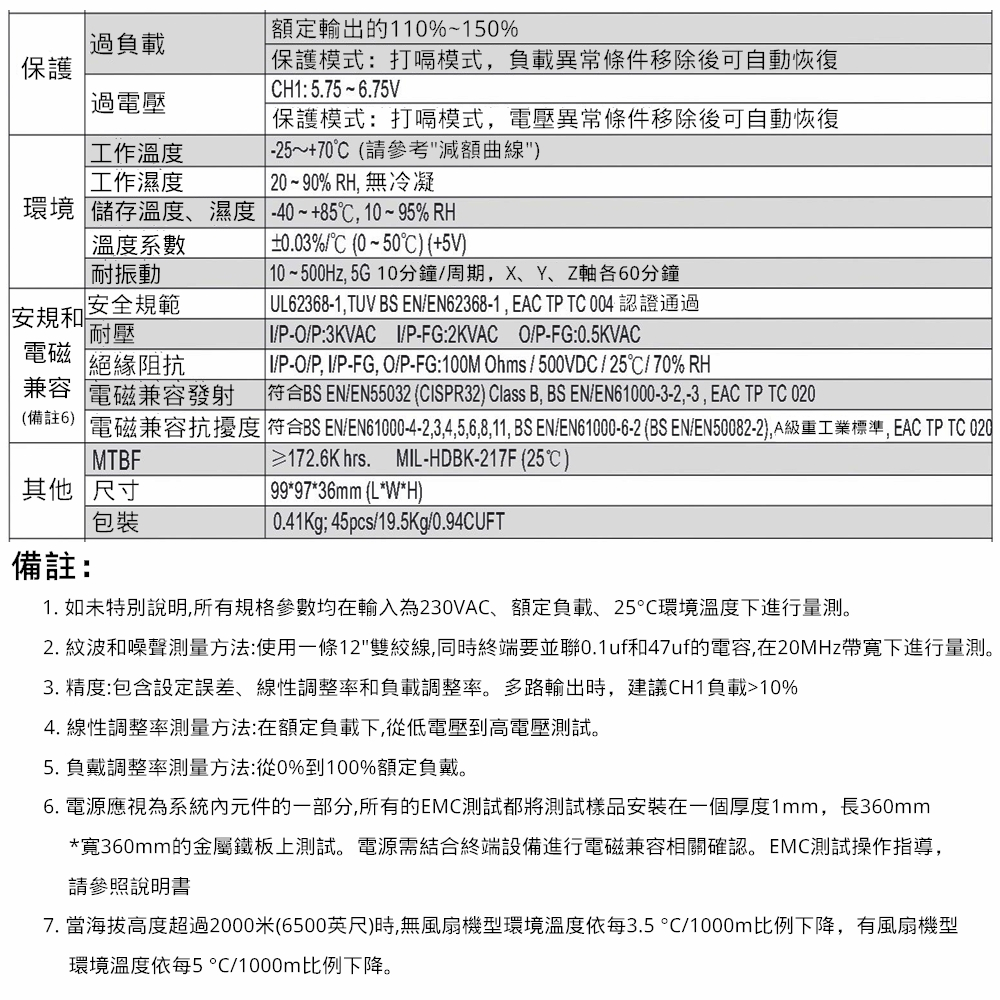 保護
過負載
額定輸出的110%~150%
保護模式：打嗝模式，負載異常條件移除後可自動恢復
過電壓
CH1: 5.75 ~ 6.75V
保護模式：打嗝模式，電壓異常條件移除後可自動恢復
環境
工作溫度
-25～+70℃ (請參考"減額曲線")
工作濕度
20 ~ 90% RH, 無冷凝
儲存溫度、濕度
-40 ~ +85℃, 10 ~ 95% RH
溫度系數
±0.03%/℃ (0 ~ 50℃) (+5V)
耐振動
10 ~ 500Hz, 5G 10分鐘/周期，X、Y、Z軸各60分鐘
安規和
電磁
兼容
(備註6)
安全規範
UL62368-1,TUV BS EN/EN62368-1 , EAC TP TC 004 認證通過
耐壓
I/P-O/P:3KVAC I/P-FG:2KVAC O/P-FG:0.5KVAC
絕緣阻抗
I/P-O/P, I/P-FG, O/P-FG:100M Ohms / 500VDC / 25℃/ 70% RH
電磁兼容發射
符合BS EN/EN55032 (CISPR32) Class B, BS EN/EN61000-3-2,-3 , EAC TP TC 020
電磁兼容抗擾度
符合BS EN/EN61000-4-2,3,4,5,6,8,11, BS EN/EN61000-6-2 (BS EN/EN50082-2),A級重工業標準, EAC TP TC 020
其他
MTBF
≥172.6K hrs. MIL-HDBK-217F (25℃)
尺寸
99*97*36mm (L*W*H)
包裝
0.41Kg; 45pcs/19.5Kg/0.94CUFT
備註：
1. 如未特別說明,所有規格參數均在輸入為230VAC、額定負載、25°C環境溫度下進行量測。
2. 紋波和噪聲測量方法:使用一條12"雙絞線,同時終端要並聯0.1uf和47uf的電容,在20MHz帶寬下進行量測。
3. 精度:包含設定誤差、線性調整率和負載調整率。多路輸出時，建議CH1負載>10%
4. 線性調整率測量方法:在額定負載下,從低電壓到高電壓測試。
5. 負戴調整率測量方法:從0%到100%額定負戴。
6. 電源應視為系統內元件的一部分,所有的EMC測試都將測試樣品安裝在一個厚度1mm，長360mm
*寬360mm的金屬鐵板上測試。電源需結合終端設備進行電磁兼容相關確認。EMC測試操作指導，
請參照說明書
7. 當海拔高度超過2000米(6500英尺)時,無風扇機型環境溫度依每3.5 °C/1000m比例下降，有風扇機型
環境溫度依每5 °C/1000m比例下降。